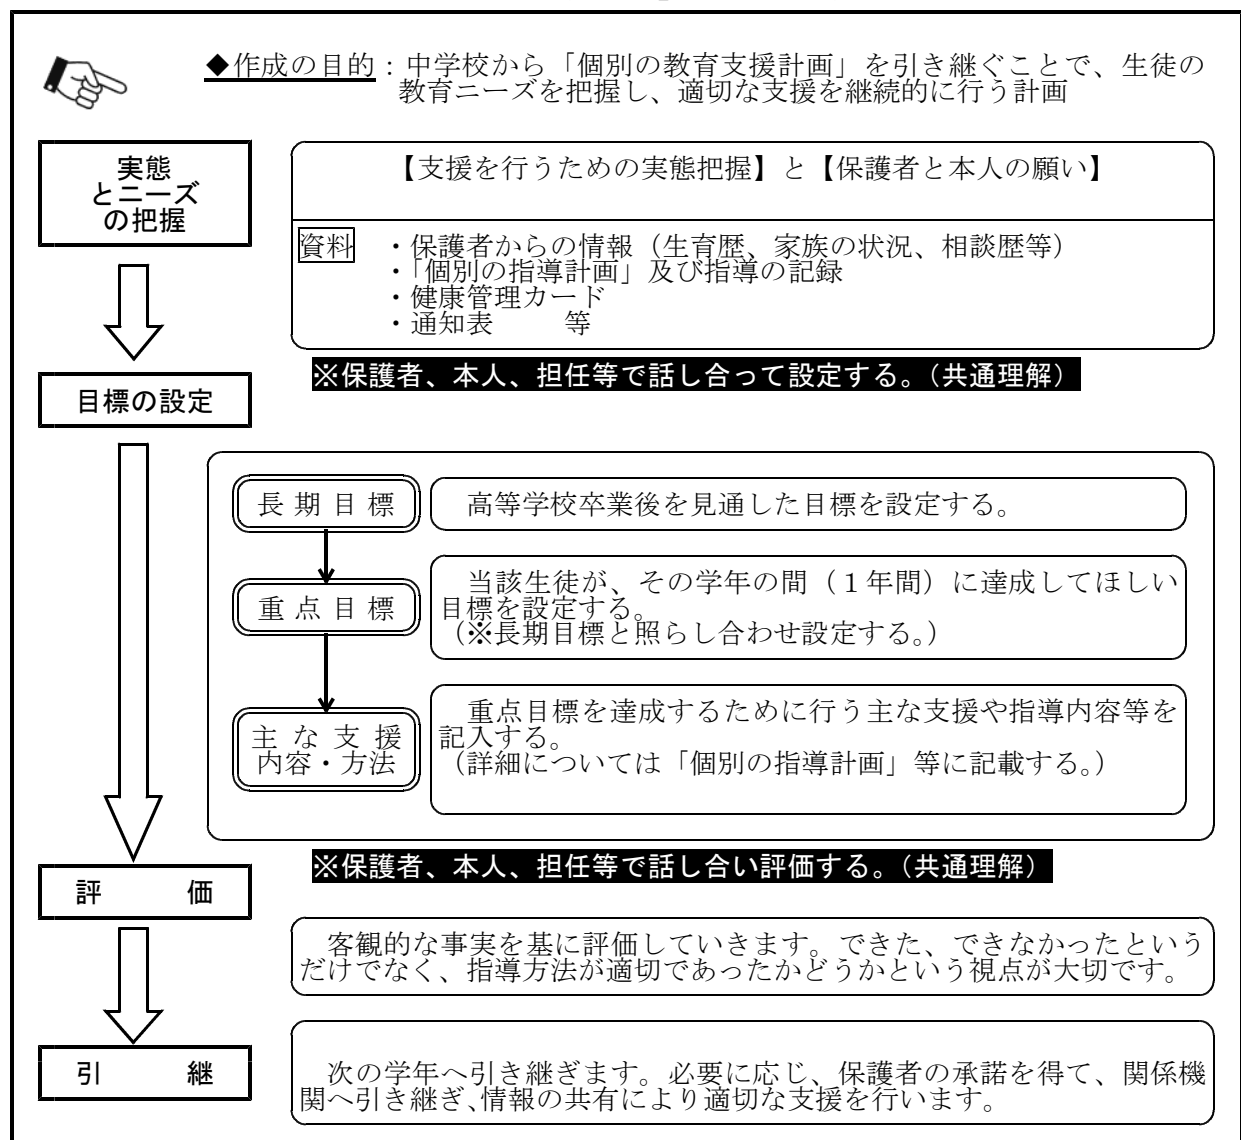 ◆作成の目的：中学校から「個別の教育支援計画」を引き継ぐことで、生徒の
教育ニーズを把握し、適切な支援を継続的に行う計画
実態
とニーズ
の把握
【支援を行うための実態把握】と【保護者と本人の願い】
資料 ・保護者からの情報（生育歴、家族の状況、相談歴等）
・「個別の指導計画」及び指導の記録
・健康管理カード
・通知表　　等
※保護者、本人、担任等で話し合って設定する。（共通理解）
目標の設定
長期目標 高等学校卒業後を見通した目標を設定する。
重点目標
当該生徒が、その学年の間（１年間）に達成してほしい
目標を設定する。
（※長期目標と照らし合わせ設定する。）
主な支援
内容・方法
重点目標を達成するために行う主な支援や指導内容等を
記入する。
（詳細については「個別の指導計画」等に記載する。）
※保護者、本人、担任等で話し合い評価する。（共通理解）
評　　価
客観的な事実を基に評価していきます。できた、できなかったという
だけでなく、指導方法が適切であったかどうかという視点が大切です。
引　　継
次の学年へ引き継ぎます。必要に応じ、保護者の承諾を得て、関係機
関へ引き継ぎ、情報の共有により適切な支援を行います。